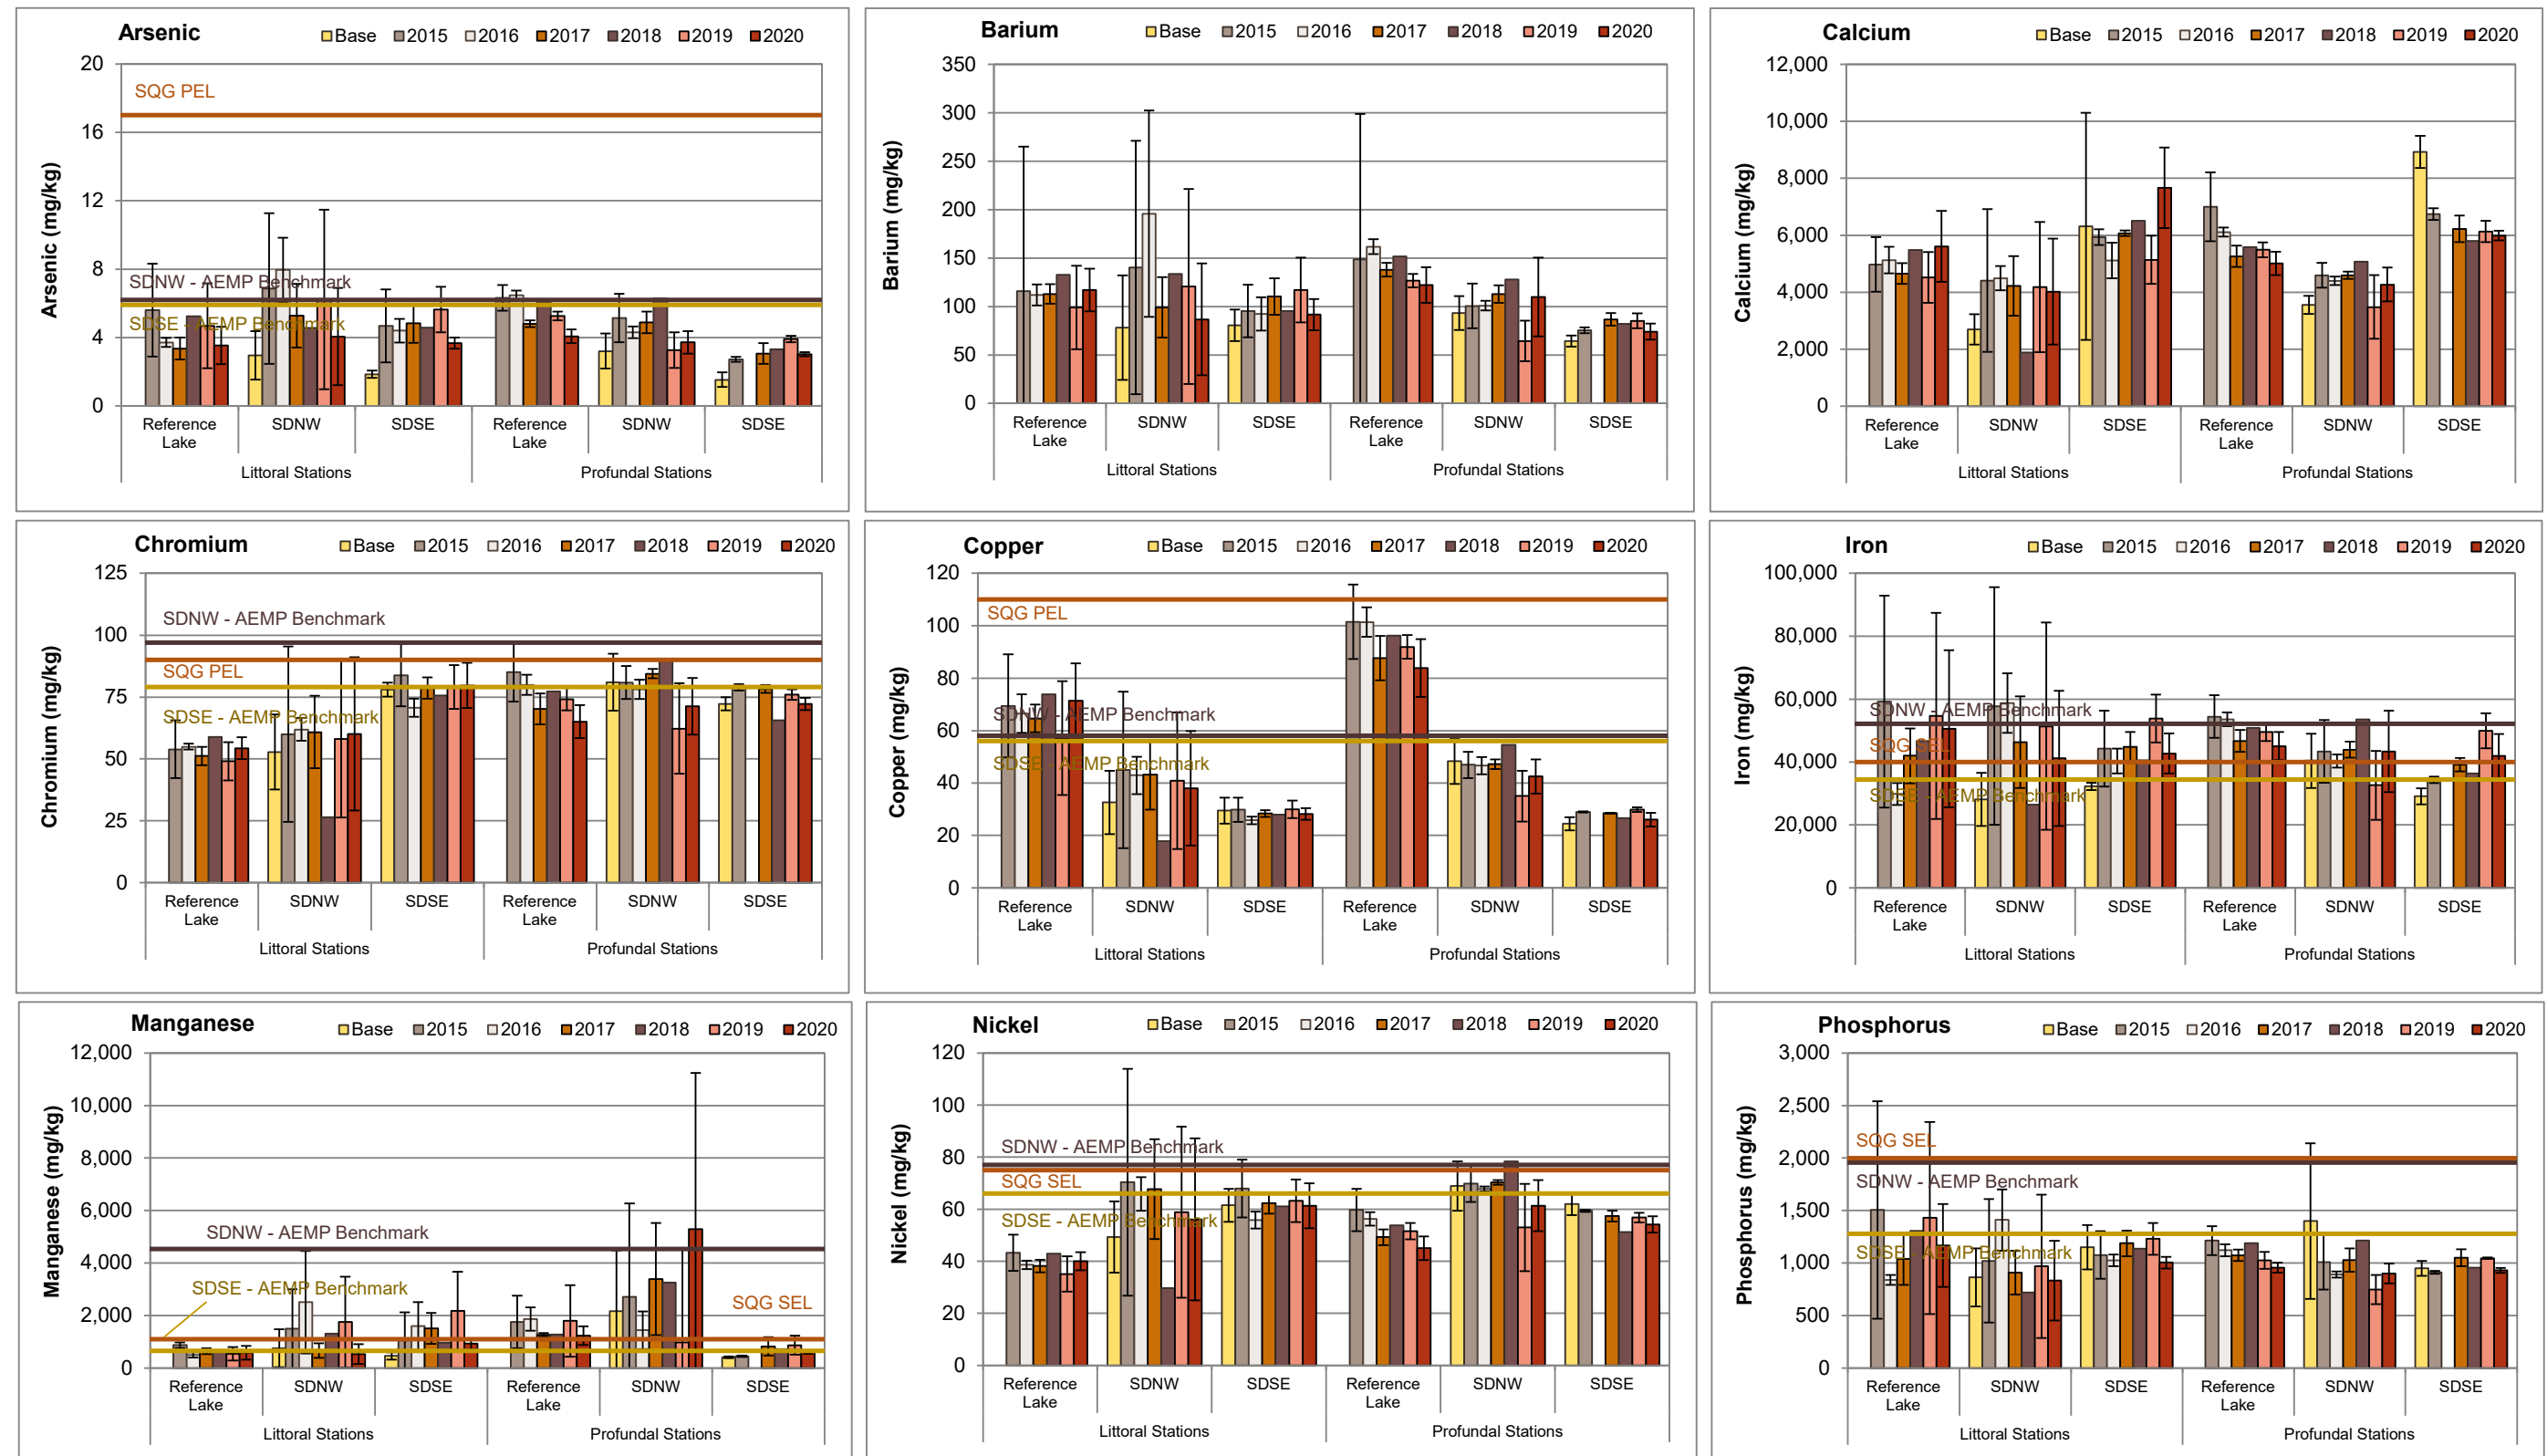 Arsenic
Base 2015 2016 2017 2018 2019 2020
Arsenic (mg/kg)
20
16
12
8
4
0
SQG PEL
SDNW - AEMP Benchmark
SDSE - AEMP Benchmark
Reference Lake SDNW SDSE Reference Lake SDNW SDSE
Littoral Stations Profundal Stations
Barium
Base 2015 2016 2017 2018 2019 2020
Barium (mg/kg)
350
300
250
200
150
100
50
0
Reference Lake SDNW SDSE Reference Lake SDNW SDSE
Littoral Stations Profundal Stations
Calcium
Base 2015 2016 2017 2018 2019 2020
Calcium (mg/kg)
12,000
10,000
8,000
6,000
4,000
2,000
0
Reference Lake SDNW SDSE Reference Lake SDNW SDSE
Littoral Stations Profundal Stations
Chromium
Base 2015 2016 2017 2018 2019 2020
Chromium (mg/kg)
125
100
75
50
25
0
SDNW - AEMP Benchmark
SQG PEL
SDSE - AEMP Benchmark
Reference Lake SDNW SDSE Reference Lake SDNW SDSE
Littoral Stations Profundal Stations
Copper
Base 2015 2016 2017 2018 2019 2020
Copper (mg/kg)
120
100
80
60
40
20
0
SQG PEL
SDNW - AEMP Benchmark
SDSE - AEMP Benchmark
Reference Lake SDNW SDSE Reference Lake SDNW SDSE
Littoral Stations Profundal Stations
Iron
Base 2015 2016 2017 2018 2019 2020
Iron (mg/kg)
100,000
80,000
60,000
40,000
20,000
0
SDNW - AEMP Benchmark
SQG SEL
SDSE - AEMP Benchmark
Reference Lake SDNW SDSE Reference Lake SDNW SDSE
Littoral Stations Profundal Stations
Manganese
Base 2015 2016 2017 2018 2019 2020
Manganese (mg/kg)
12,000
10,000
8,000
6,000
4,000
2,000
0
SDNW - AEMP Benchmark
SDSE - AEMP Benchmark
SQG SEL
Reference Lake SDNW SDSE Reference Lake SDNW SDSE
Littoral Stations Profundal Stations
Nickel
Base 2015 2016 2017 2018 2019 2020
Nickel (mg/kg)
120
100
80
60
40
20
0
SDNW - AEMP Benchmark
SQG SEL
SDSE - AEMP Benchmark
Reference Lake SDNW SDSE Reference Lake SDNW SDSE
Littoral Stations Profundal Stations
Phosphorus
Base 2015 2016 2017 2018 2019 2020
Phosphorus (mg/kg)
3,000
2,500
2,000
1,500
1,000
500
0
SQG SEL
SDNW - AEMP Benchmark
SDSE - AEMP Benchmark
Reference Lake SDNW SDSE Reference Lake SDNW SDSE
Littoral Stations Profundal Stations